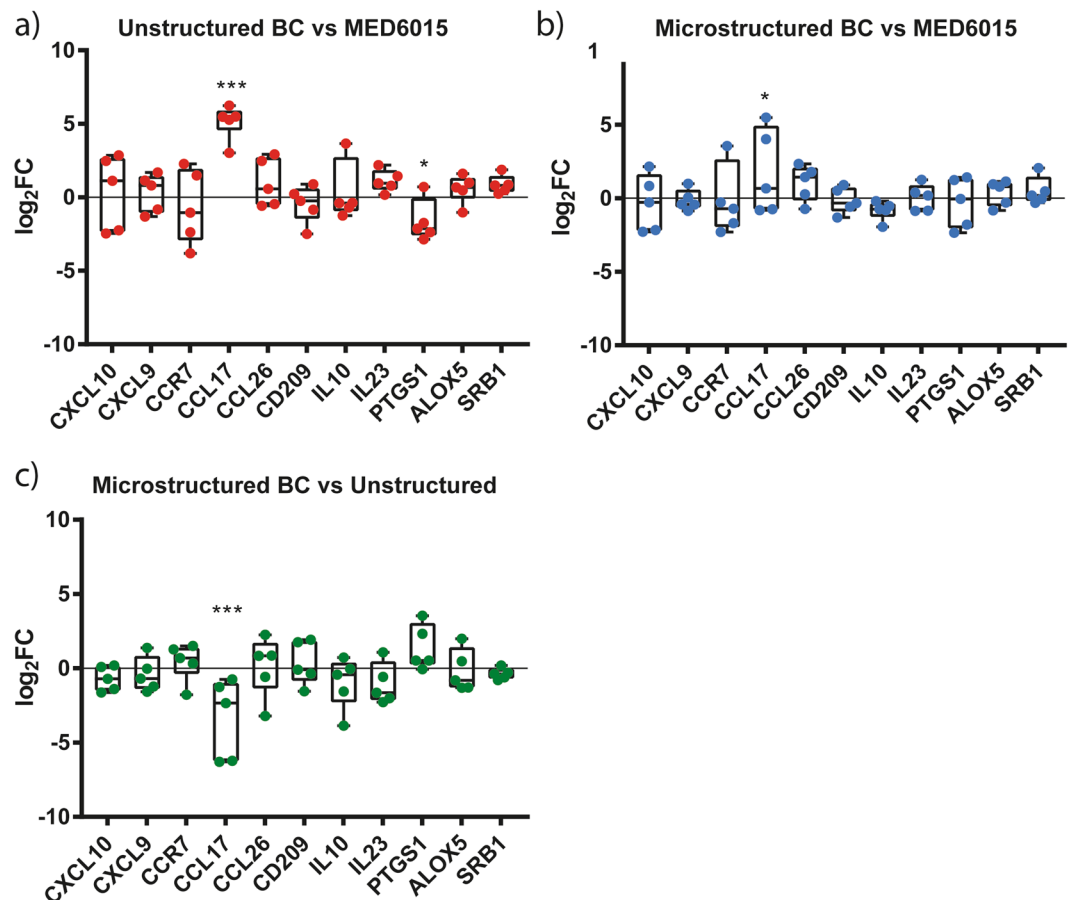 a)
Unstructured BC vs MED6015
10
5
0
-5
-10
log2FC
***
*
CXCL10
CXCL9
CCR7
CCL17
CCL26
CD209
IL10
IL23
PTGS1
ALOX5
SRB1
b)
Microstructured BC vs MED6015
1
5
0
-5
-10
log2FC
*
CXCL10
CXCL9
CCR7
CCL17
CCL26
CD209
IL10
IL23
PTGS1
ALOX5
SRB1
c)
Microstructured BC vs Unstructured
10
5
0
-5
-10
log2FC
***
CXCL10
CXCL9
CCR7
CCL17
CCL26
CD209
IL10
IL23
PTGS1
ALOX5
SRB1